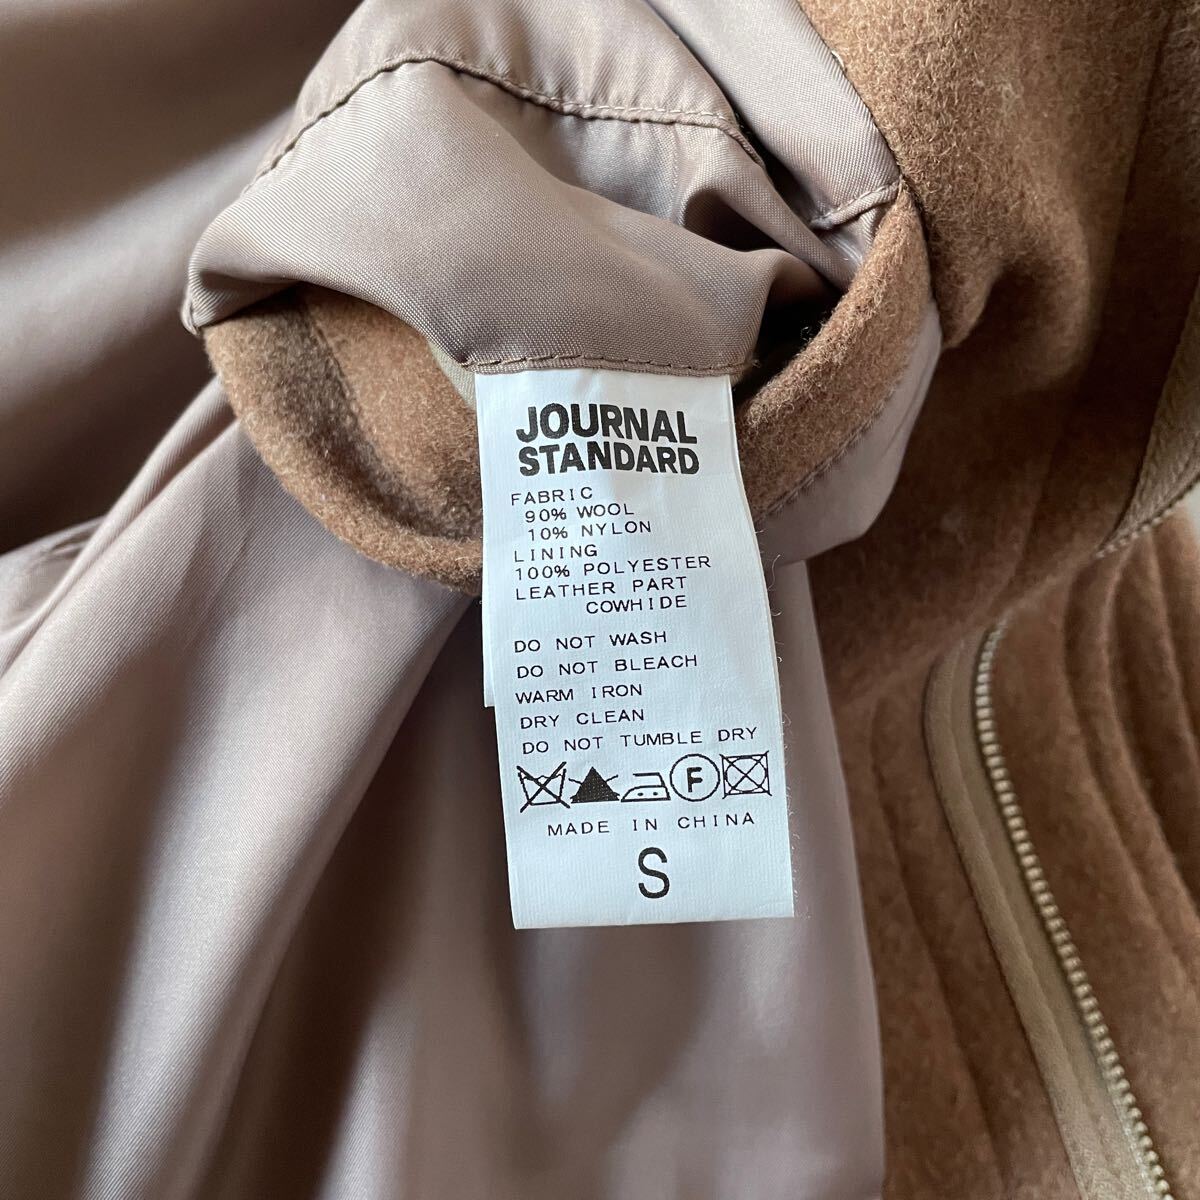 JOURNAL
STANDARD
FABRIC
90% WOOL
10% NYLON
LINING
100% POLYESTER
LEATHER PART
COWHIDE
DO NOT WASH
DO NOT BLEACH
WARM IRON
DRY CLEAN
DO NOT TUMBLE DRY
F
MADE IN CHINA
S